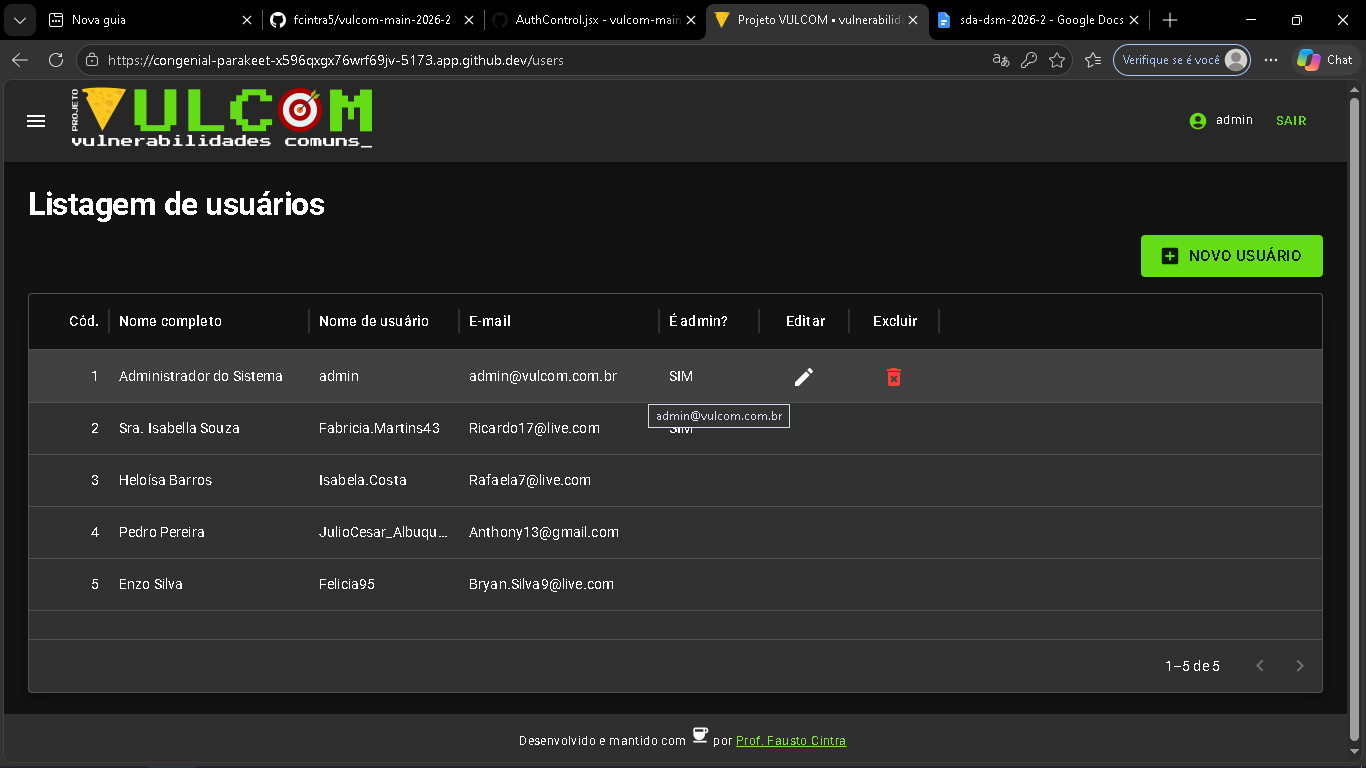 Nova guia
fcintra5/vulcom-main-2026-2
AuthControl.jsx - vulcom-main
Projeto VULCOM • vulnerabilid
sda-dsm-2026-2 - Google Docs
https://congenial-parakeet-x596qxgx76wrf69jv-5173.app.github.dev/users
Verifique se é você
Chat
PROJETO
VULCOM
vulnerabilidades comuns_
admin
SAIR
Listagem de usuários
NOVO USUÁRIO
Cód. Nome completo Nome de usuário E-mail É admin? Editar Excluir
1 Administrador do Sistema admin admin@vulcom.com.br SIM
admin@vulcom.com.br
2 Sra. Isabella Souza Fabricia.Martins43 Ricardo17@live.com SIM
3 Heloísa Barros Isabela.Costa Rafaela7@live.com
4 Pedro Pereira JulioCesar_Albuqu... Anthony13@gmail.com
5 Enzo Silva Felicia95 Bryan.Silva9@live.com
1–5 de 5
Desenvolvido e mantido com por Prof. Fausto Cintra